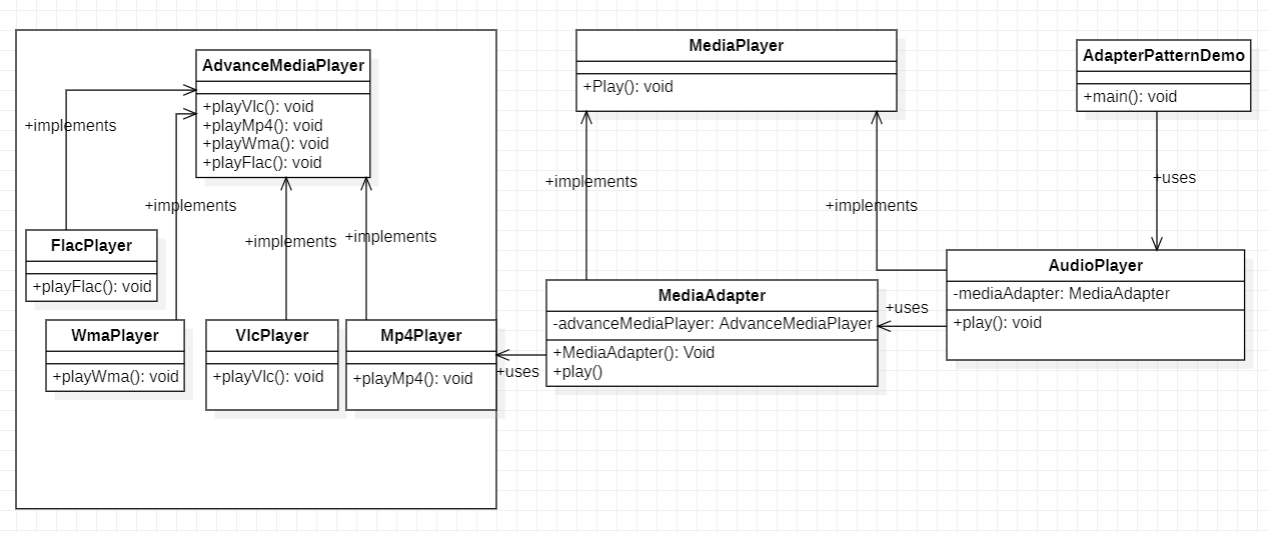 AdvanceMediaPlayer
+playVlc(): void
+playMp4(): void
+playWma(): void
+playFlac(): void
+implements
+implements
+implements
+implements
FlacPlayer
+playFlac(): void
WmaPlayer
+playWma(): void
VlcPlayer
+playVlc(): void
Mp4Player
+playMp4(): void
MediaPlayer
+Play(): void
+implements
+implements
MediaAdapter
-advanceMediaPlayer: AdvanceMediaPlayer
+MediaAdapter(): Void
+play()
+uses
AdapterPatternDemo
+main(): void
+uses
AudioPlayer
-mediaAdapter: MediaAdapter
+play(): void
+uses